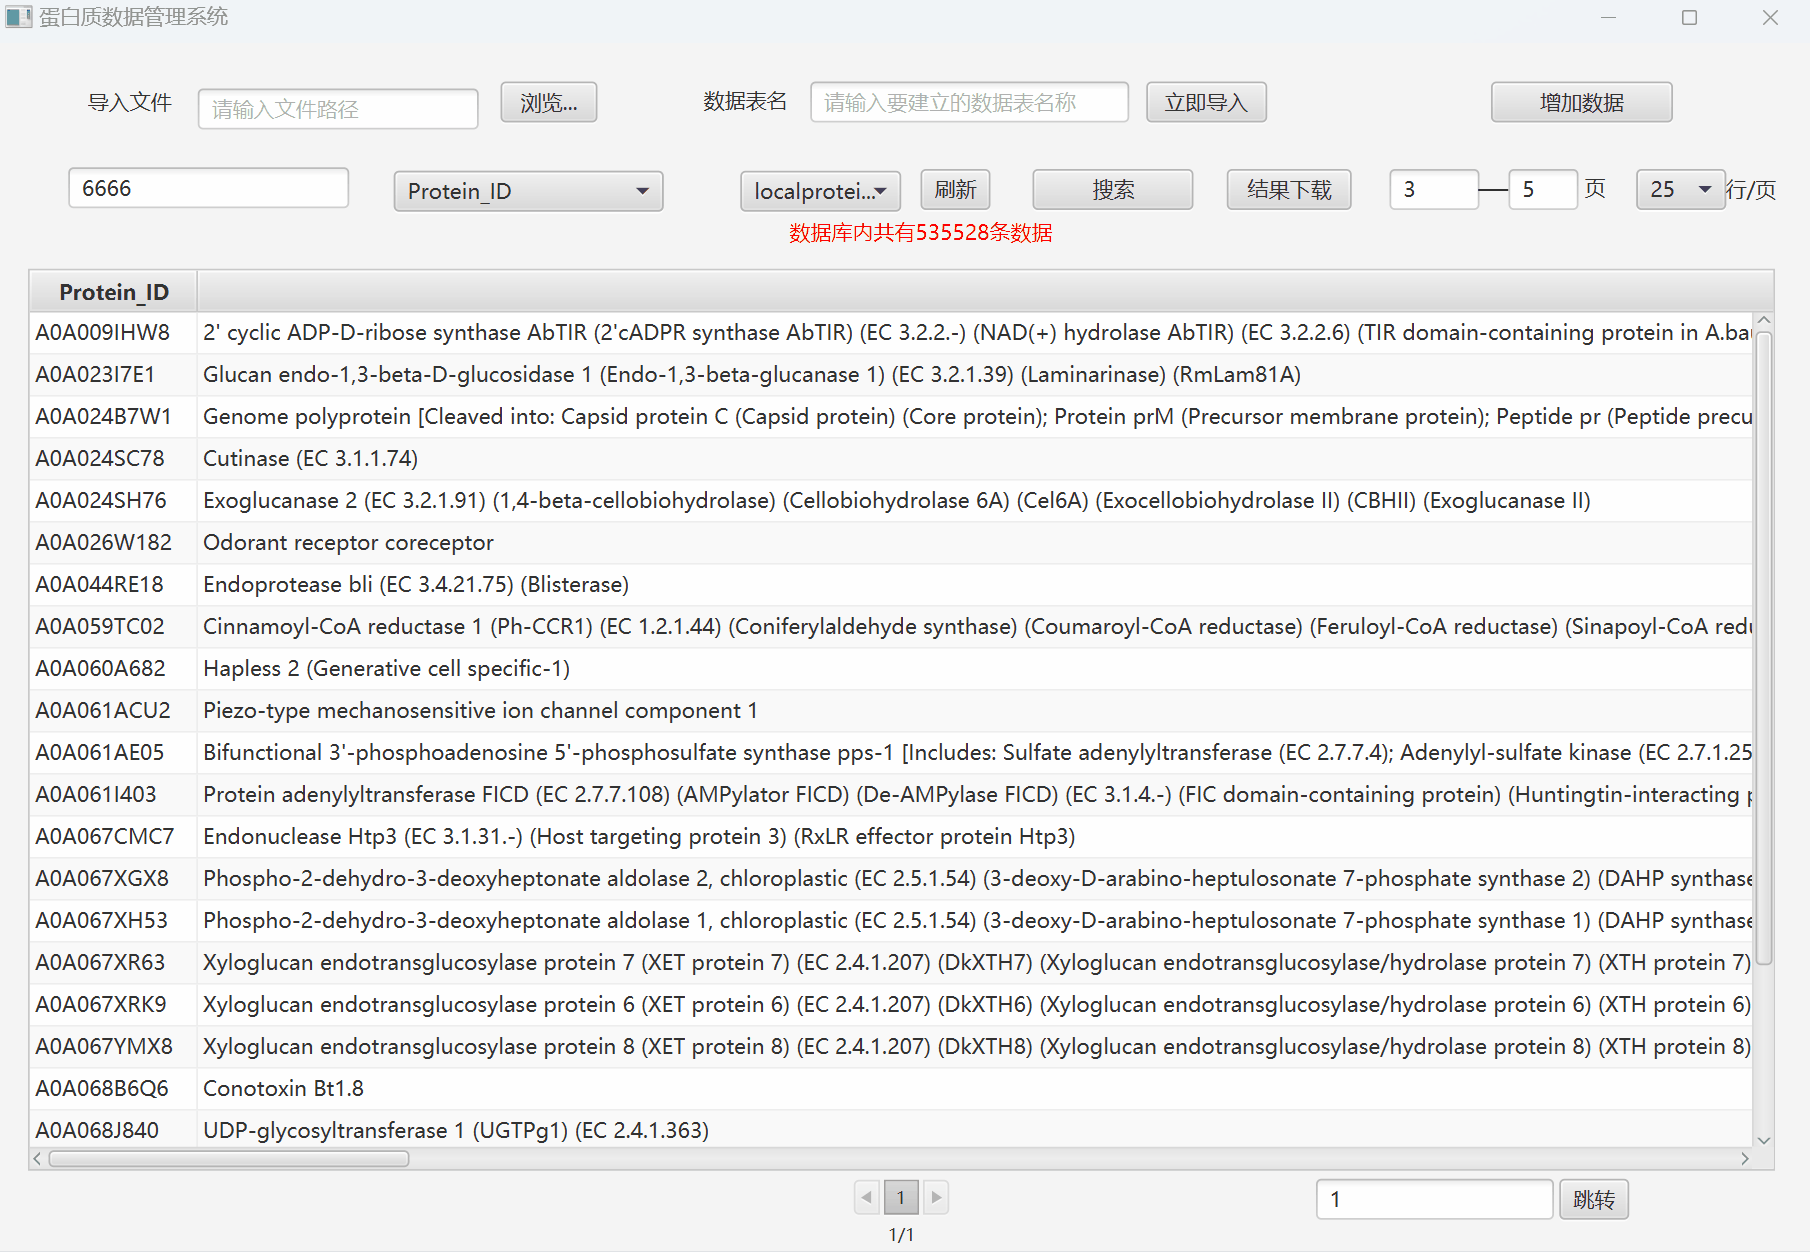 蛋白质数据管理系统
导入文件 请输入文件路径 浏览... 数据表名 请输入要建立的数据表名称 立即导入 增加数据
6666 Protein_ID localprotei... 刷新 搜索 结果下载 3 — 5 页 25 行/页
数据库内共有535528条数据
Protein_ID
A0A009IHW8 2' cyclic ADP-D-ribose synthase AbTIR (2'cADPR synthase AbTIR) (EC 3.2.2.-) (NAD(+) hydrolase AbTIR) (EC 3.2.2.6) (TIR domain-containing protein in A.bau
A0A023I7E1 Glucan endo-1,3-beta-D-glucosidase 1 (Endo-1,3-beta-glucanase 1) (EC 3.2.1.39) (Laminarinase) (RmLam81A)
A0A024B7W1 Genome polyprotein [Cleaved into: Capsid protein C (Capsid protein) (Core protein); Protein prM (Precursor membrane protein); Peptide pr (Peptide precu
A0A024SC78 Cutinase (EC 3.1.1.74)
A0A024SH76 Exoglucanase 2 (EC 3.2.1.91) (1,4-beta-cellobiohydrolase) (Cellobiohydrolase 6A) (Cel6A) (Exocellobiohydrolase II) (CBHII) (Exoglucanase II)
A0A026W182 Odorant receptor coreceptor
A0A044RE18 Endoprotease bli (EC 3.4.21.75) (Blisterase)
A0A059TC02 Cinnamoyl-CoA reductase 1 (Ph-CCR1) (EC 1.2.1.44) (Coniferylaldehyde synthase) (Coumaroyl-CoA reductase) (Feruloyl-CoA reductase) (Sinapoyl-CoA redu
A0A060A682 Hapless 2 (Generative cell specific-1)
A0A061ACU2 Piezo-type mechanosensitive ion channel component 1
A0A061AE05 Bifunctional 3'-phosphoadenosine 5'-phosphosulfate synthase pps-1 [Includes: Sulfate adenylyltransferase (EC 2.7.7.4); Adenylyl-sulfate kinase (EC 2.7.1.25
A0A061I403 Protein adenylyltransferase FICD (EC 2.7.7.108) (AMPylator FICD) (De-AMPylase FICD) (EC 3.1.4.-) (FIC domain-containing protein) (Huntingtin-interacting p
A0A067CMC7 Endonuclease Htp3 (EC 3.1.31.-) (Host targeting protein 3) (RxLR effector protein Htp3)
A0A067XGX8 Phospho-2-dehydro-3-deoxyheptonate aldolase 2, chloroplastic (EC 2.5.1.54) (3-deoxy-D-arabino-heptulosonate 7-phosphate synthase 2) (DAHP synthase
A0A067XH53 Phospho-2-dehydro-3-deoxyheptonate aldolase 1, chloroplastic (EC 2.5.1.54) (3-deoxy-D-arabino-heptulosonate 7-phosphate synthase 1) (DAHP synthase
A0A067XR63 Xyloglucan endotransglucosylase protein 7 (XET protein 7) (EC 2.4.1.207) (DkXTH7) (Xyloglucan endotransglucosylase/hydrolase protein 7) (XTH protein 7)
A0A067XRK9 Xyloglucan endotransglucosylase protein 6 (XET protein 6) (EC 2.4.1.207) (DkXTH6) (Xyloglucan endotransglucosylase/hydrolase protein 6) (XTH protein 6)
A0A067YMX8 Xyloglucan endotransglucosylase protein 8 (XET protein 8) (EC 2.4.1.207) (DkXTH8) (Xyloglucan endotransglucosylase/hydrolase protein 8) (XTH protein 8)
A0A068B6Q6 Conotoxin Bt1.8
A0A068J840 UDP-glycosyltransferase 1 (UGTPg1) (EC 2.4.1.363)
1 1 跳转
1/1